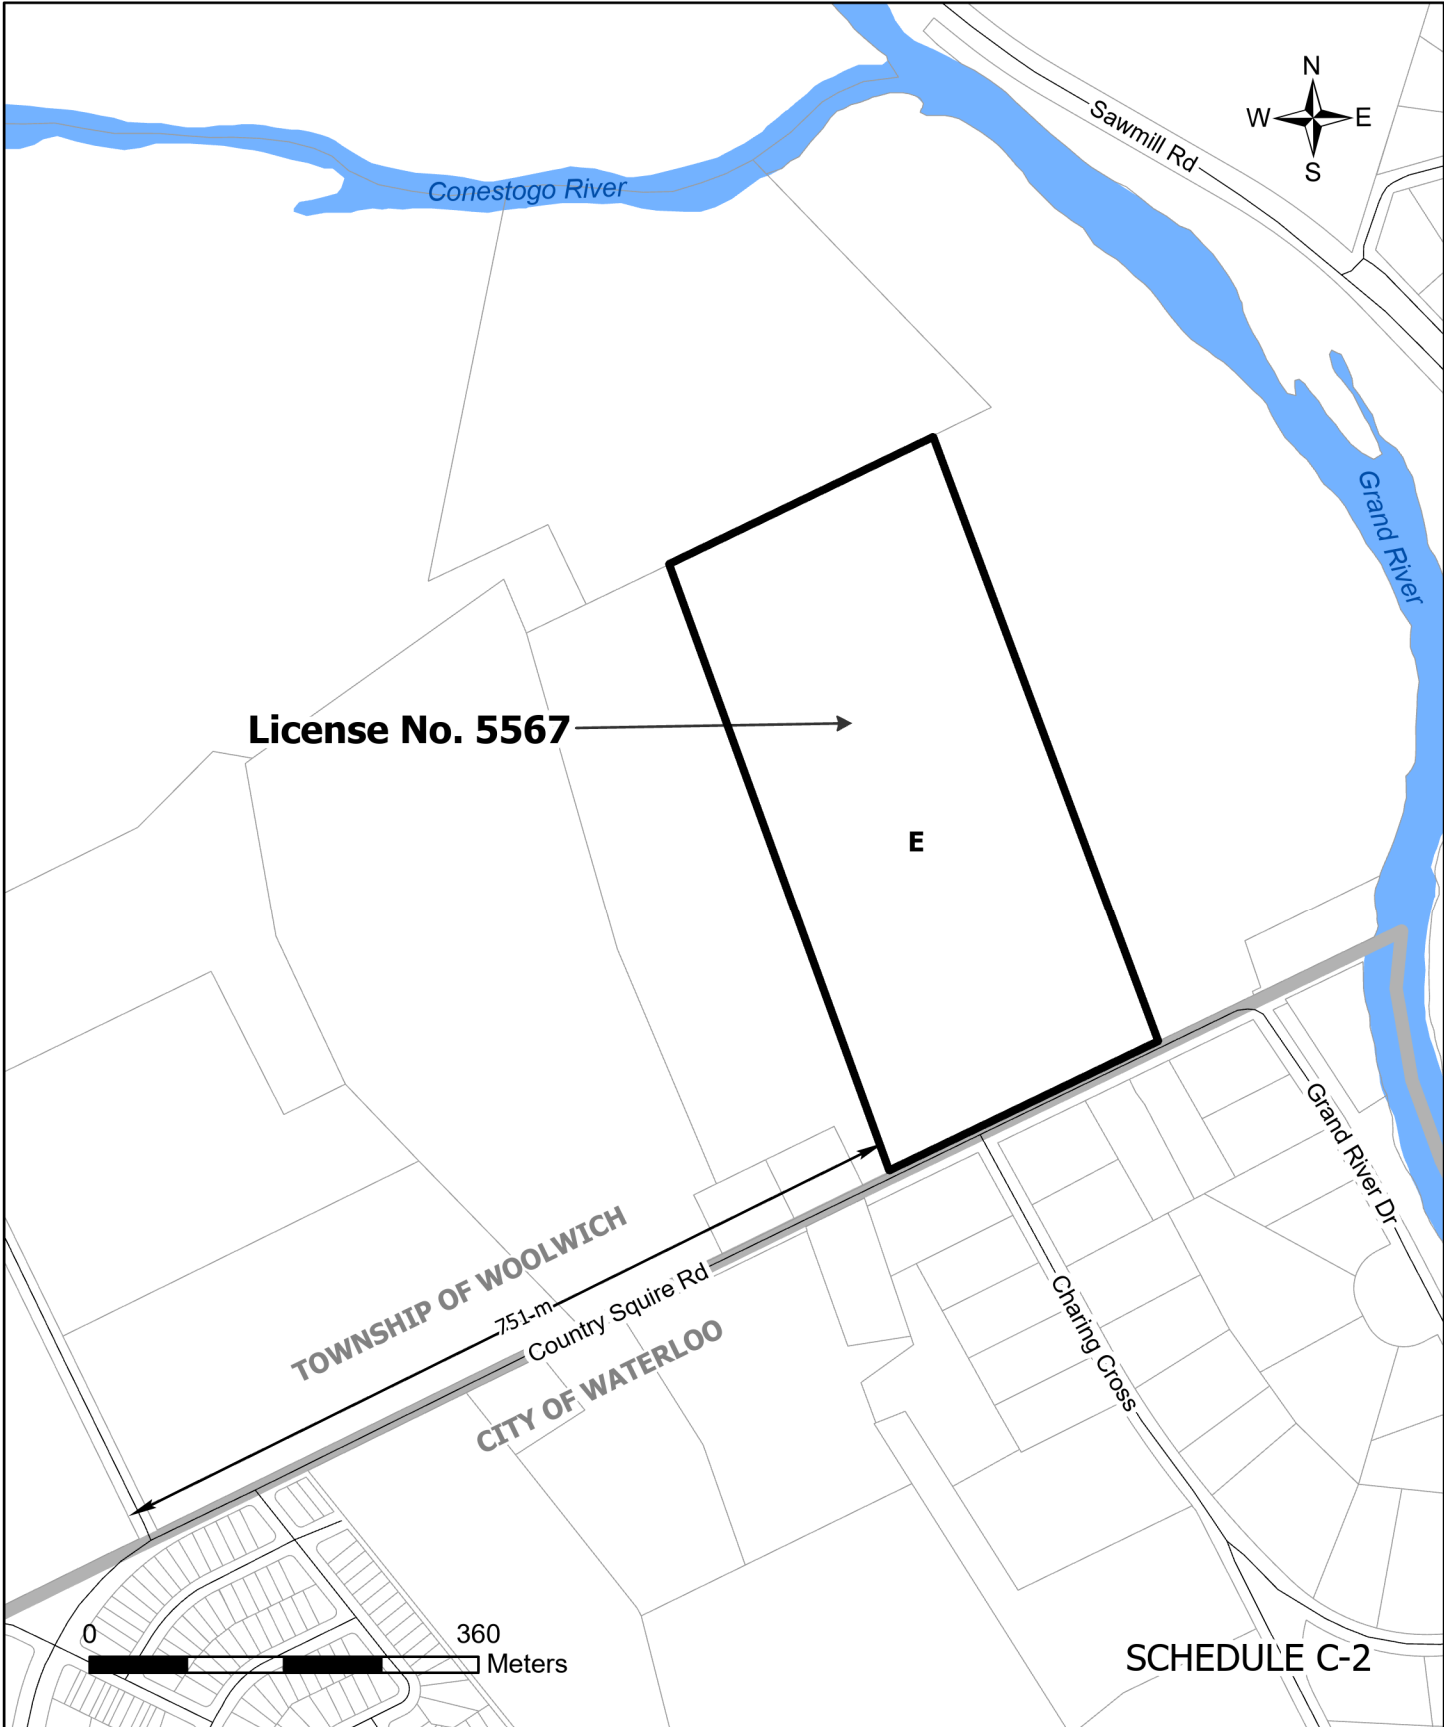 N
W E
S
Sawmill Rd
Conestogo River
Grand River
License No. 5567
E
Grand River Dr
TOWNSHIP OF WOOLWICH
751-m
Country Squire Rd
CITY OF WATERLOO
Charing Cross
0 360
Meters
SCHEDULE C-2